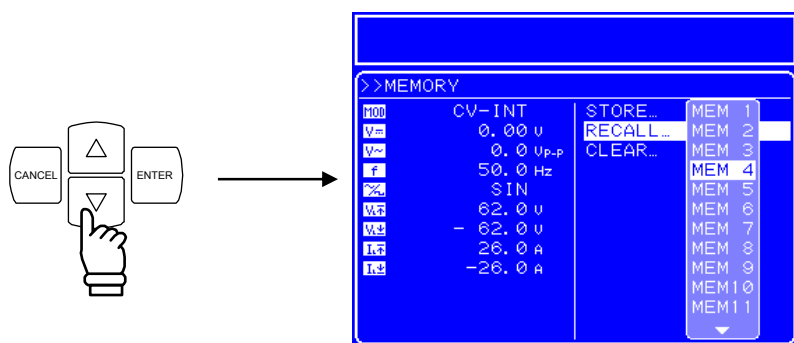 CANCEL
ENTER
>>MEMORY
MOD CV-INT
V= 0.00 V
V~ 0.0 Vp-p
f 50.0 Hz
SIN
62.0 V
- 62.0 V
26.0 A
-26.0 A
STORE…
RECALL…
CLEAR…
MEM 1
MEM 2
MEM 3
MEM 4
MEM 5
MEM 6
MEM 7
MEM 8
MEM 9
MEM10
MEM11